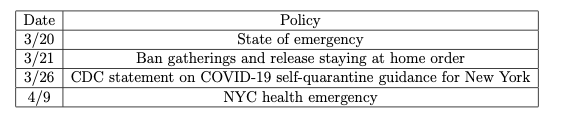 Date Policy
3/20 State of emergency
3/21 Ban gatherings and release staying at home order
3/26 CDC statement on COVID-19 self-quarantine guidance for New York
4/9 NYC health emergency